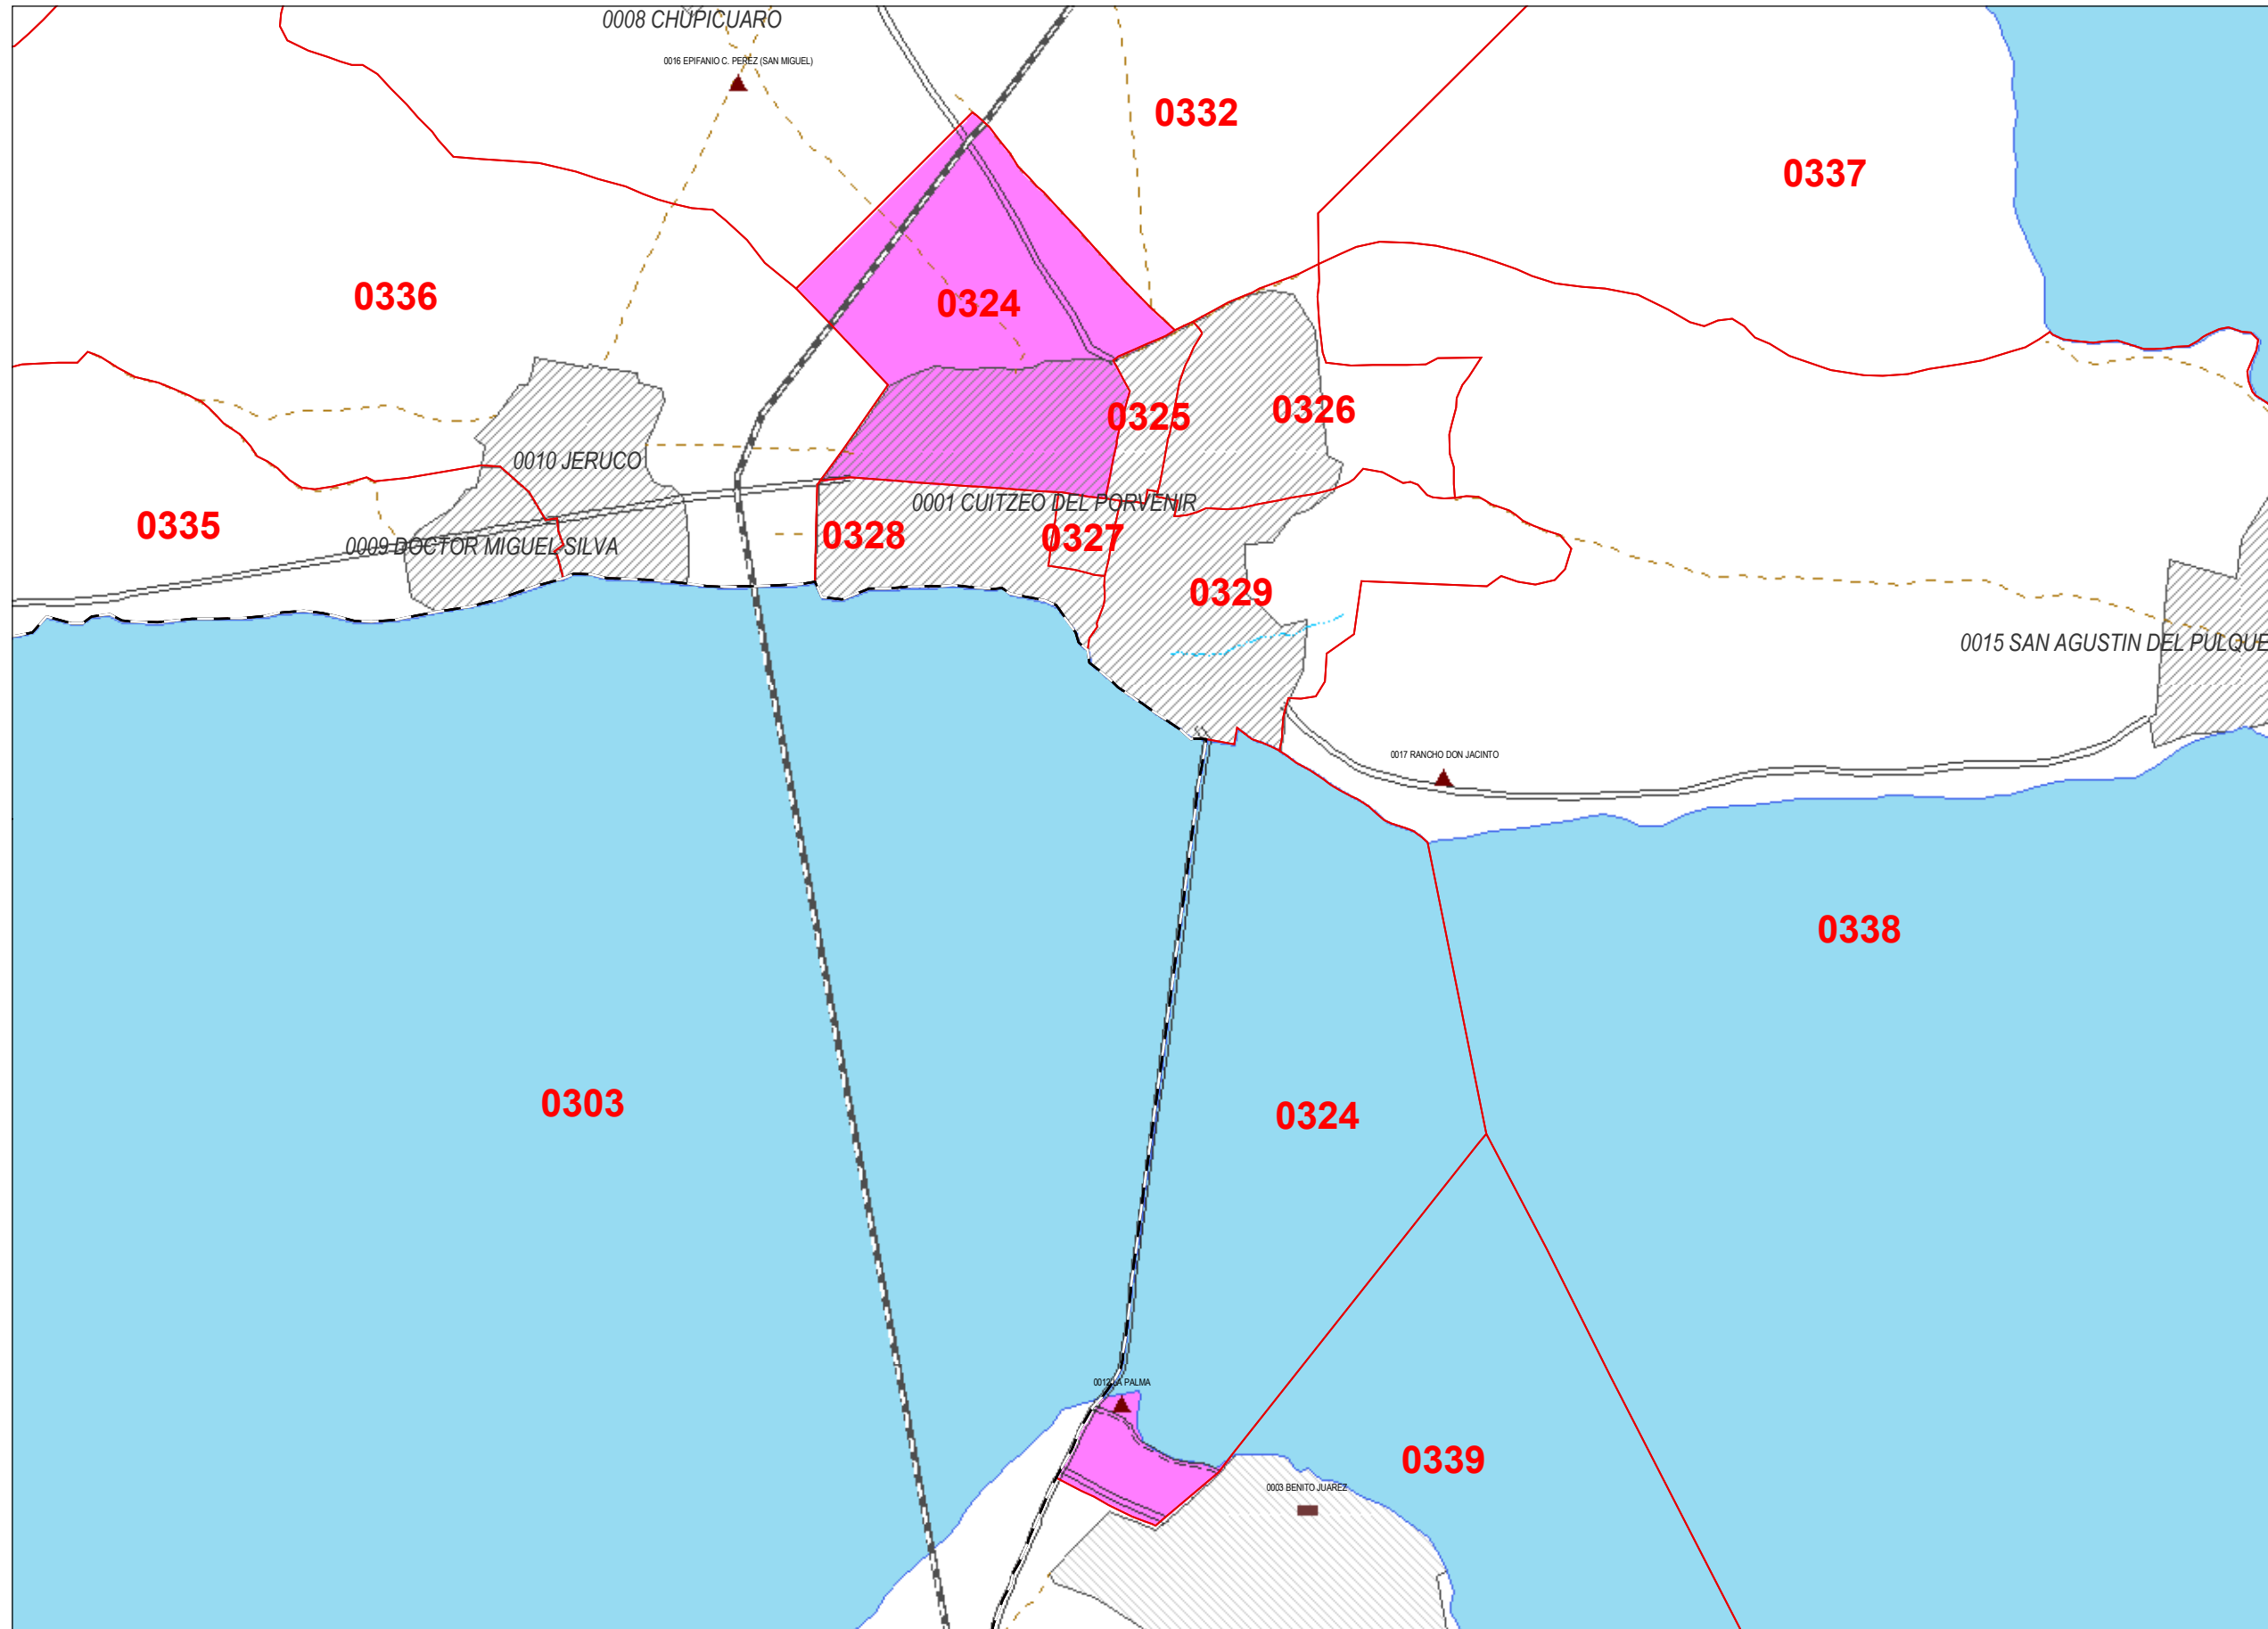 0008 CHUPICUARO
0016 EPIFANIO C. PEREZ (SAN MIGUEL)
0332
0337
0336
0324
0325
0326
0010 JERUCO
0001 CUITZEO DEL PORVENIR
0335
0009 DOCTOR MIGUEL SILVA
0328
0327
0329
0015 SAN AGUSTIN DEL PULQUE
0017 RANCHO DON JACINTO
0338
0303
0324
0012 LA PALMA
0339
0003 BENITO JUAREZ